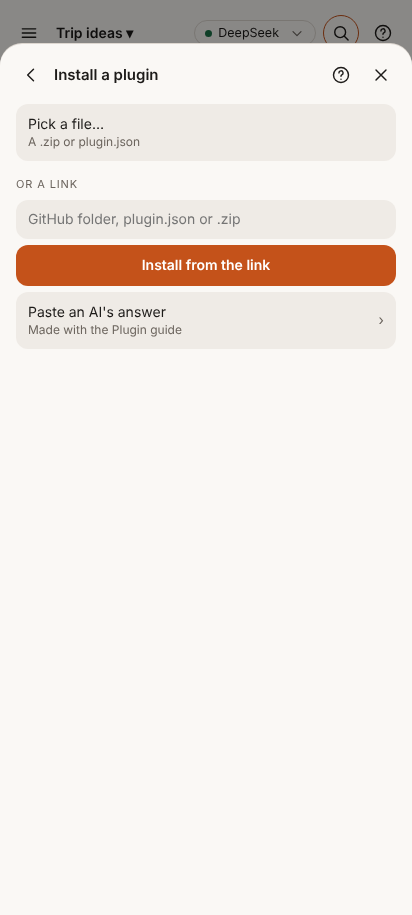 Trip ideas ▾
DeepSeek
Install a plugin
Pick a file...
A .zip or plugin.json
OR A LINK
GitHub folder, plugin.json or .zip
Install from the link
Paste an AI's answer
Made with the Plugin guide